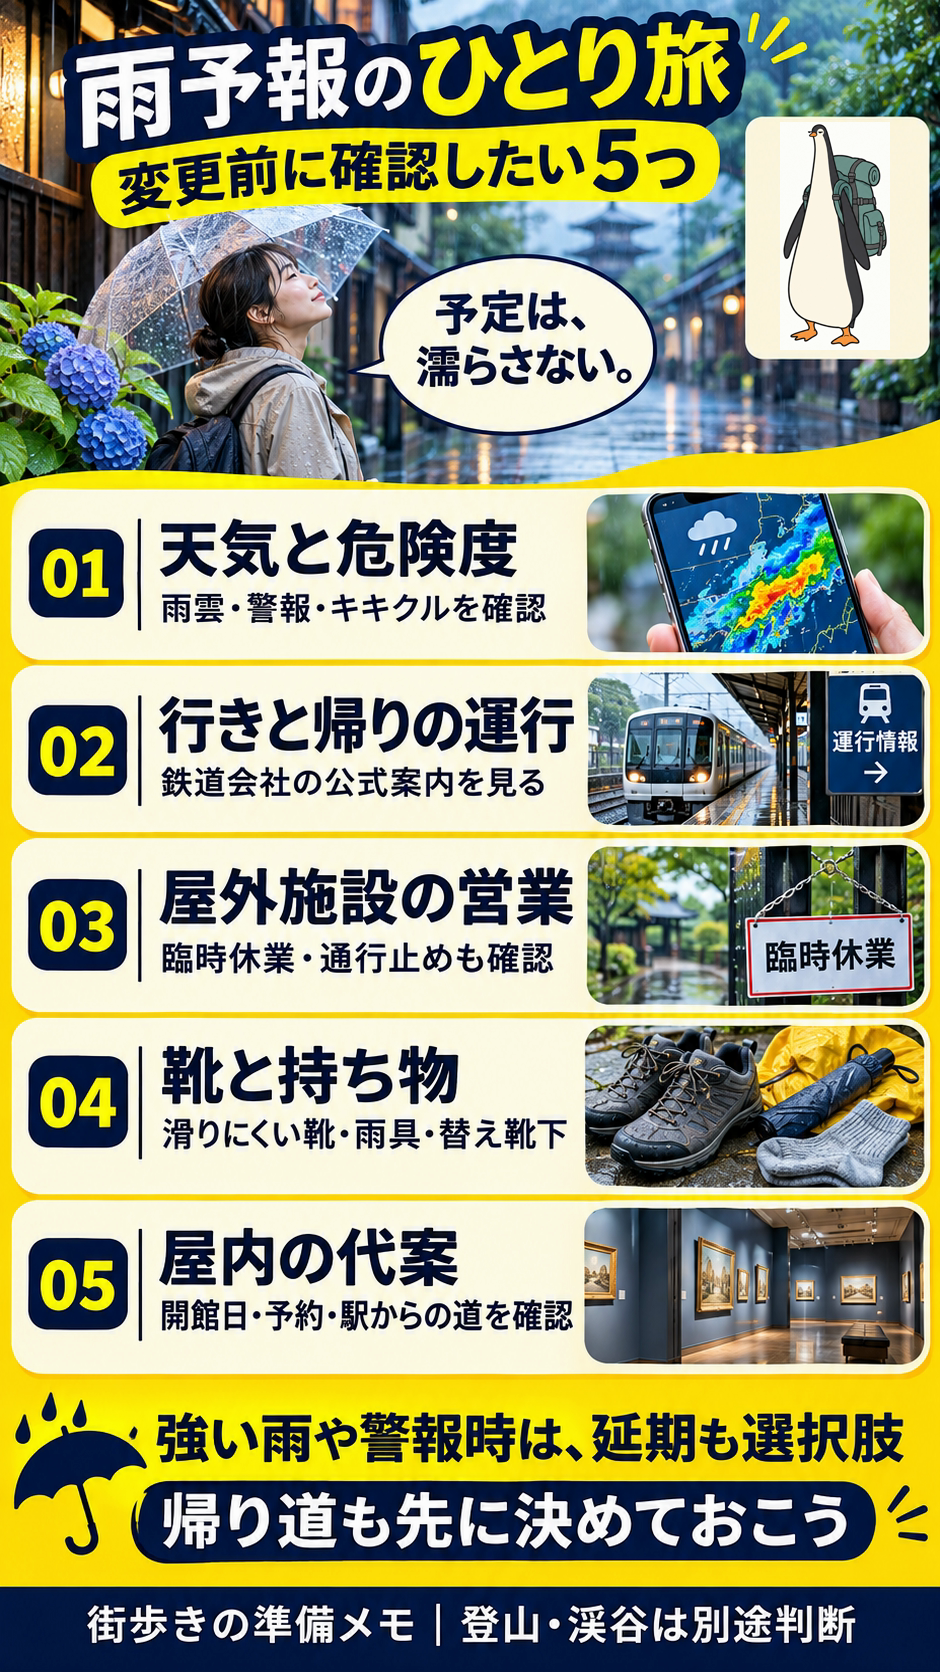 雨予報のひとり旅
変更前に確認したい5つ
予定は、
濡らさない。
01
天気と危険度
雨雲・警報・キキクルを確認
02
行きと帰りの運行
鉄道会社の公式案内を見る
運行情報
→
03
屋外施設の営業
臨時休業・通行止めも確認
臨時休業
04
靴と持ち物
滑りにくい靴・雨具・替え靴下
05
屋内の代案
開館日・予約・駅からの道を確認
強い雨や警報時は、延期も選択肢
帰り道も先に決めておこう
街歩きの準備メモ｜登山・渓谷は別途判断